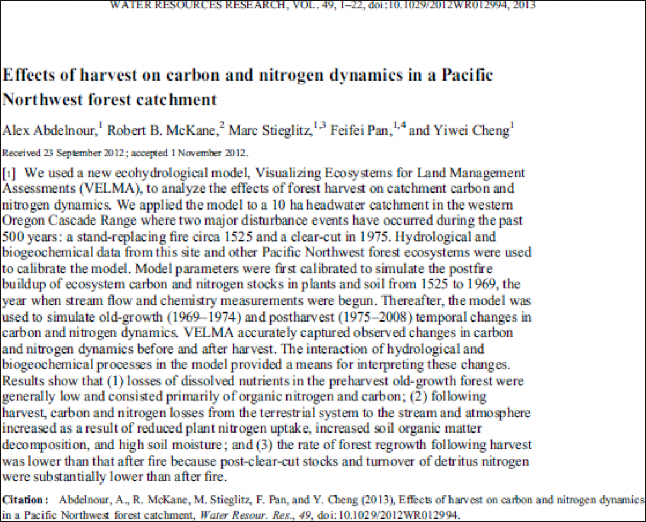 WATER RESOURCES RESEARCH, VOL. 49, 1–22, doi:10.1029/2012WR012994, 2013
Effects of harvest on carbon and nitrogen dynamics in a Pacific
Northwest forest catchment
Alex Abdelnour,1 Robert B. McKane,2 Marc Stieglitz,1,3 Feifei Pan,1,4 and Yiwei Cheng1
Received 23 September 2012; accepted 1 November 2012.
[1] We used a new ecohydrological model, Visualizing Ecosystems for Land Management
Assessments (VELMA), to analyze the effects of forest harvest on catchment carbon and
nitrogen dynamics. We applied the model to a 10 ha headwater catchment in the western
Oregon Cascade Range where two major disturbance events have occurred during the past
500 years: a stand-replacing fire circa 1525 and a clear-cut in 1975. Hydrological and
biogeochemical data from this site and other Pacific Northwest forest ecosystems were used
to calibrate the model. Model parameters were first calibrated to simulate the postfire
buildup of ecosystem carbon and nitrogen stocks in plants and soil from 1525 to 1969, the
year when stream flow and chemistry measurements were begun. Thereafter, the model was
used to simulate old-growth (1969–1974) and postharvest (1975–2008) temporal changes in
carbon and nitrogen dynamics. VELMA accurately captured observed changes in carbon
and nitrogen dynamics before and after harvest. The interaction of hydrological and
biogeochemical processes in the model provided a means for interpreting these changes.
Results show that (1) losses of dissolved nutrients in the preharvest old-growth forest were
generally low and consisted primarily of organic nitrogen and carbon; (2) following
harvest, carbon and nitrogen losses from the terrestrial system to the stream and atmosphere
increased as a result of reduced plant nitrogen uptake, increased soil organic matter
decomposition, and high soil moisture; and (3) the rate of forest regrowth following harvest
was lower than that after fire because post-clear-cut stocks and turnover of detritus nitrogen
were substantially lower than after fire.
Citation: Abdelnour, A., R. McKane, M. Stieglitz, F. Pan, and Y. Cheng (2013), Effects of harvest on carbon and nitrogen dynamics
in a Pacific Northwest forest catchment, Water Resour. Res., 49, doi:10.1029/2012WR012994.